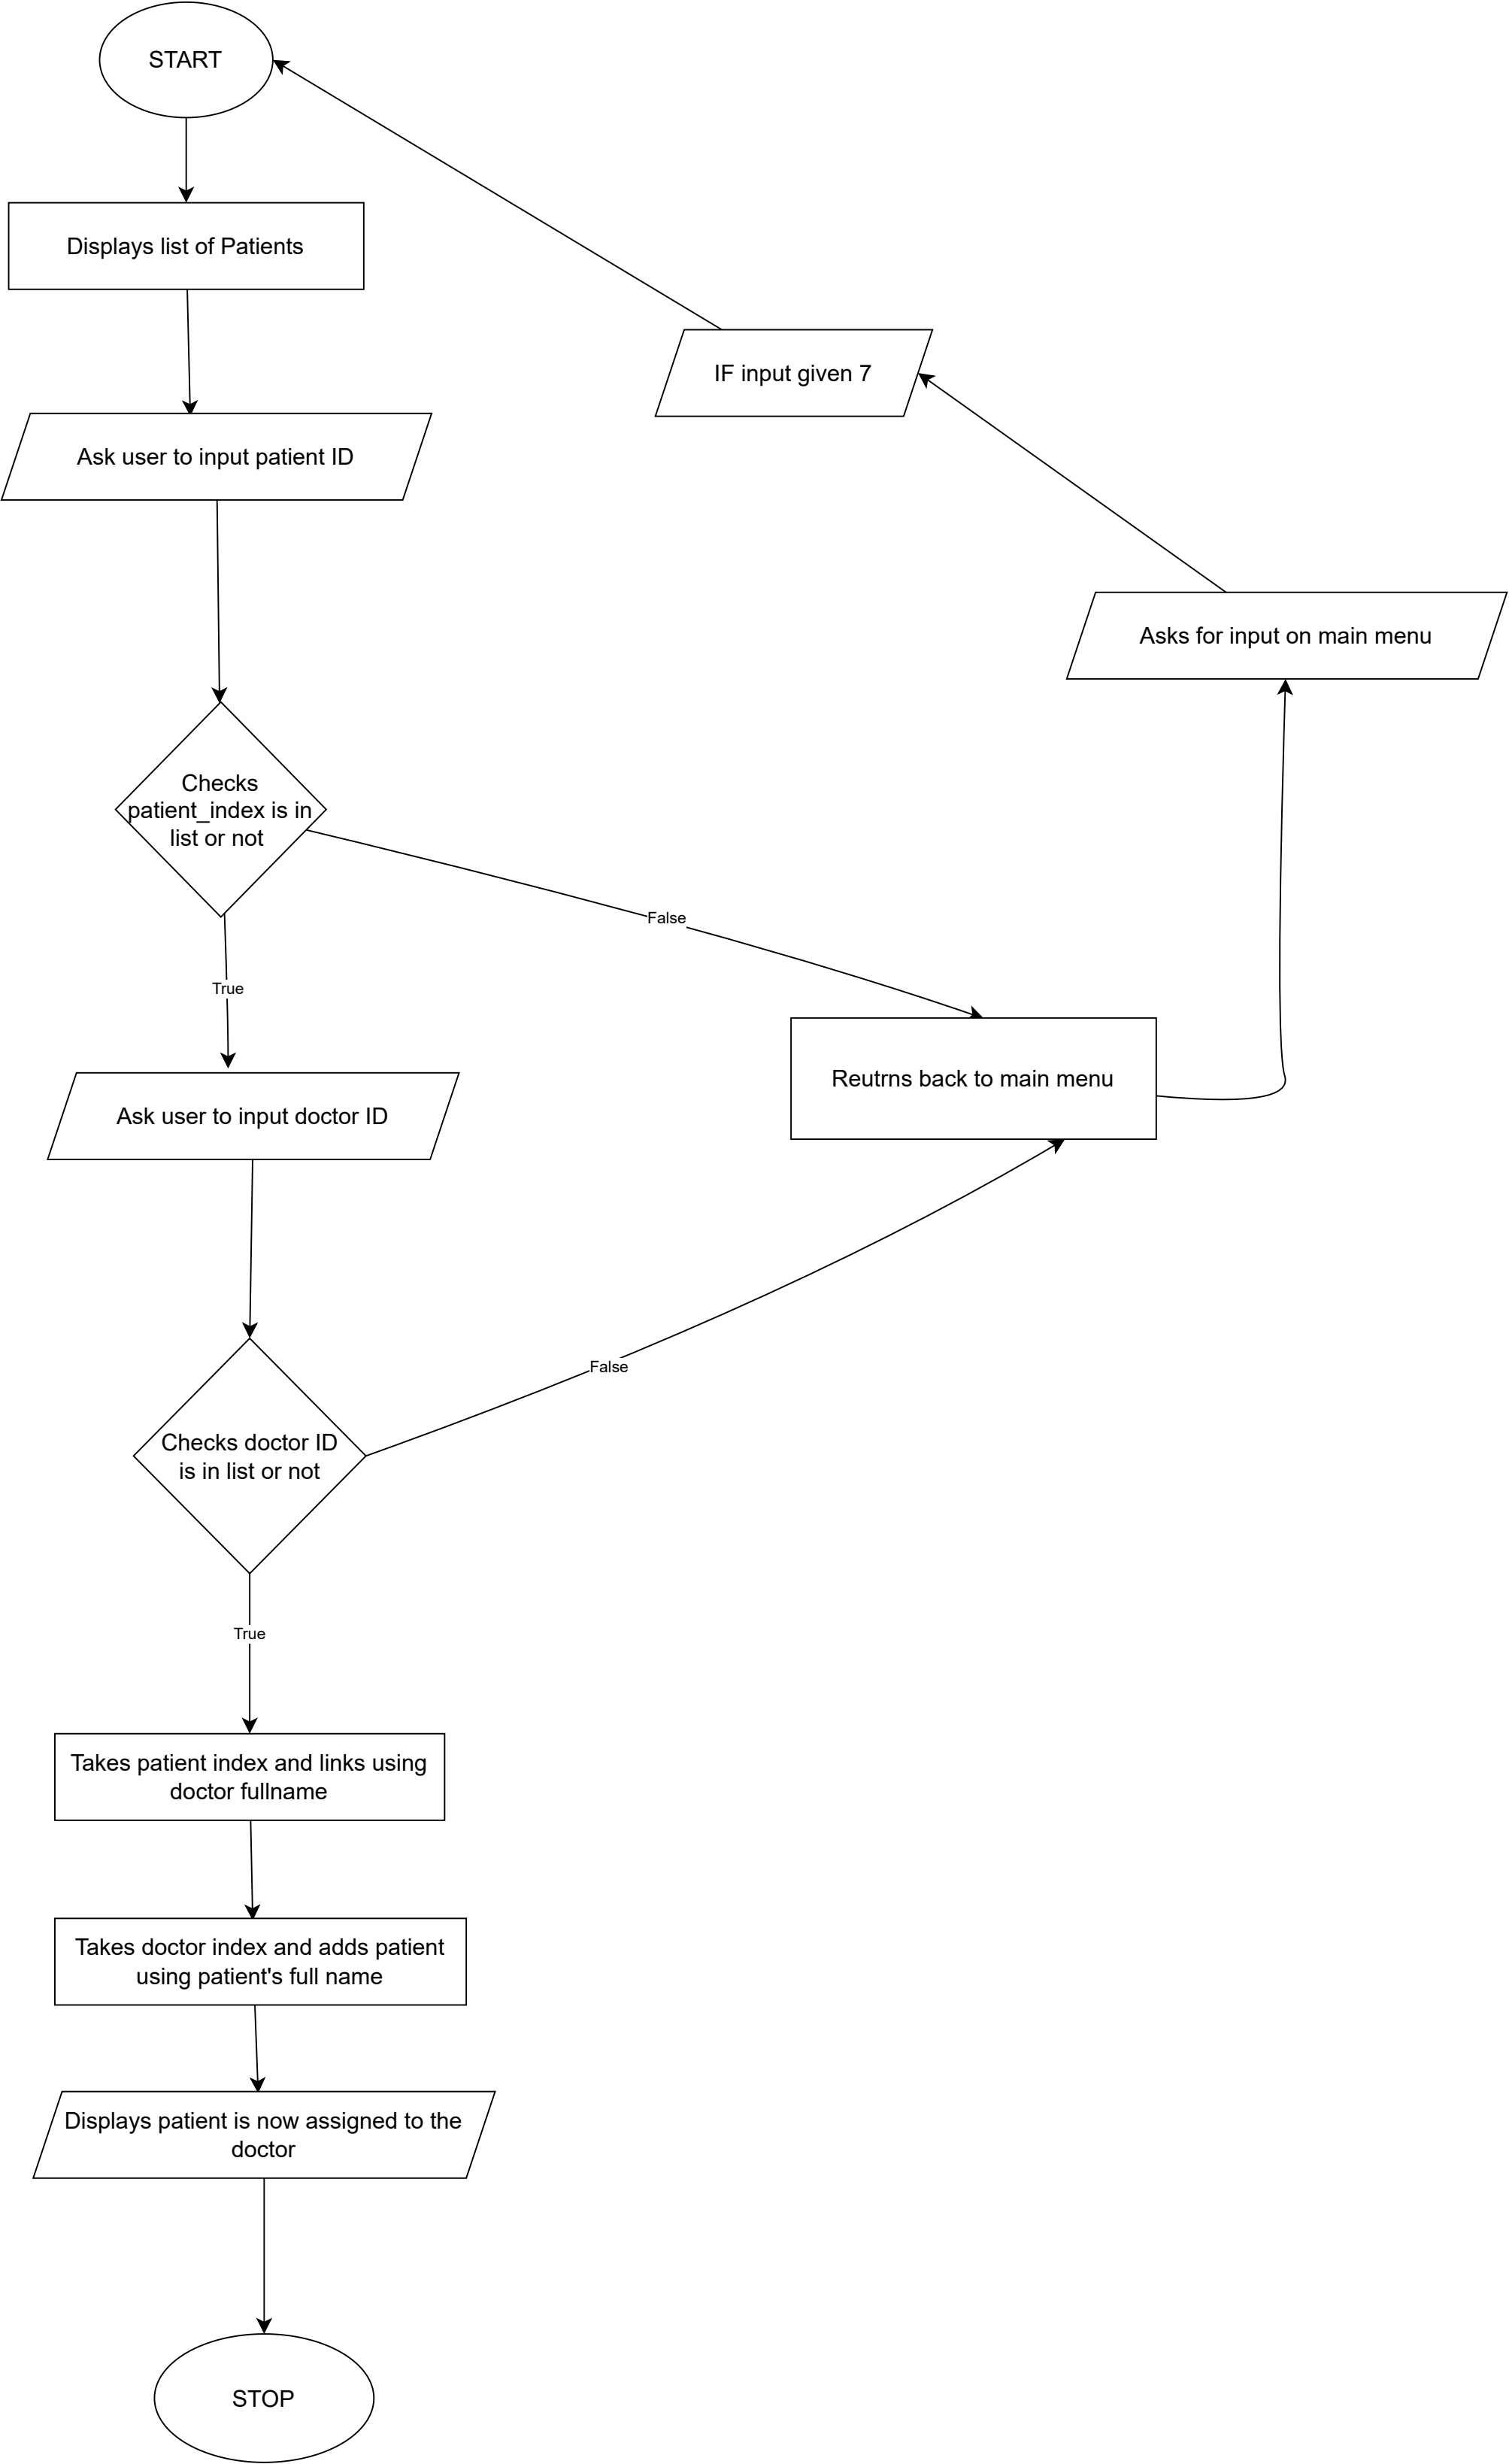 START
Displays list of Patients
IF input given 7
Ask user to input patient ID
Asks for input on main menu
Checks
patient_index is in
list or not
False
True
Reutrns back to main menu
Ask user to input doctor ID
False
Checks doctor ID
is in list or not
True
Takes patient index and links using
doctor fullname
Takes doctor index and adds patient
using patient's full name
Displays patient is now assigned to the
doctor
STOP